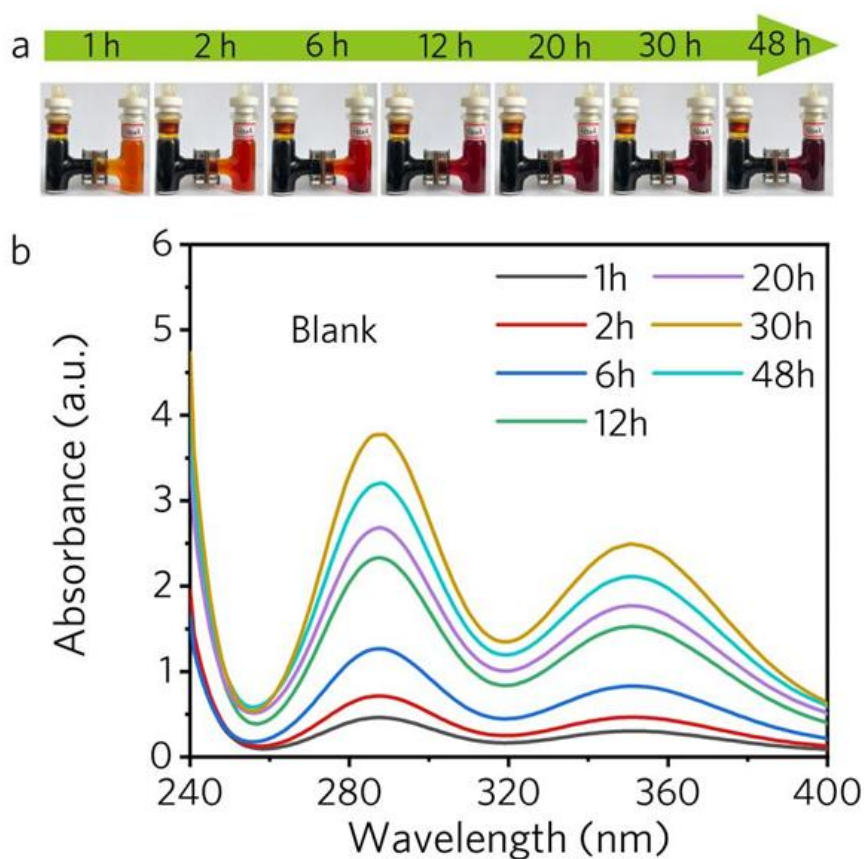 a
1 h 2 h 6 h 12 h 20 h 30 h 48 h
b
6
5
4
3
2
1
0
Absorbance (a.u.)
Blank
1h 20h
2h 30h
6h 48h
12h
240 280 320 360 400
Wavelength (nm)